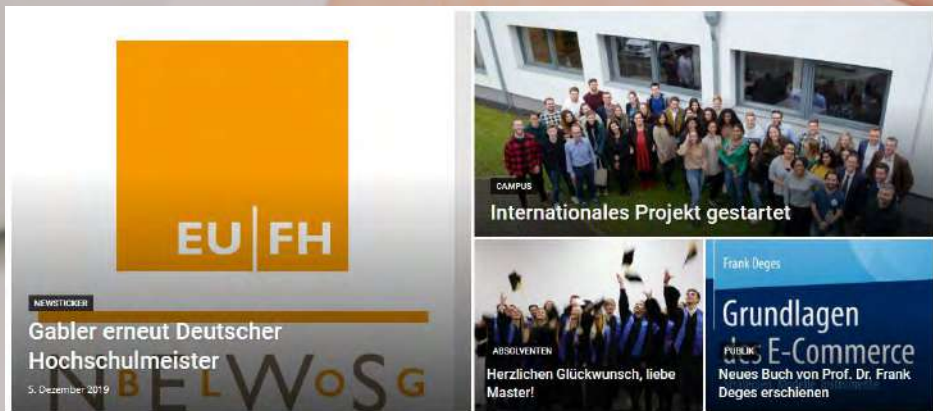 EU|FH
NEWSTICKER
Gabler erneut Deutscher
Hochschulmeister
5. Dezember 2019
CAMPUS
Internationales Projekt gestartet
ABSOLVENTEN
Herzlichen Glückwunsch, liebe
Master!
Frank Deges
Grundlagen
des E-Commerce
PUBLIK
Neues Buch von Prof. Dr. Frank
Deges erschienen